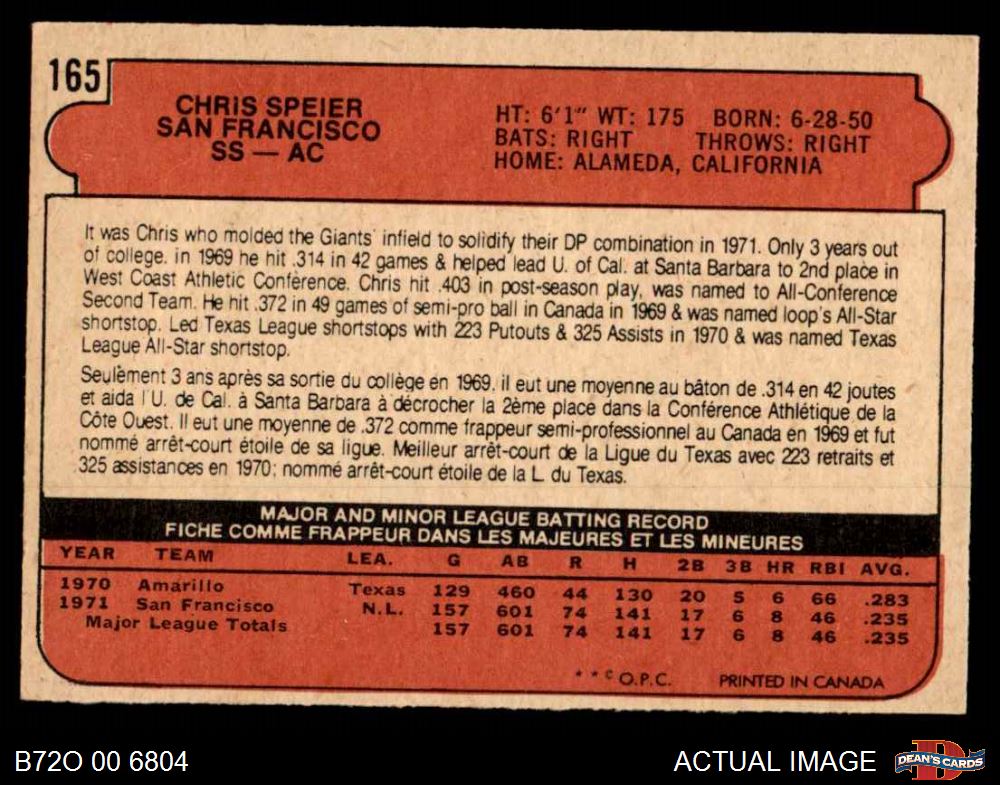 165
CHRIS SPEIER
SAN FRANCISCO
SS — AC
HT: 6'1" WT: 175 BORN: 6-28-50
BATS: RIGHT THROWS: RIGHT
HOME: ALAMEDA, CALIFORNIA
It was Chris who molded the Giants' infield to solidify their DP combination in 1971. Only 3 years out
of college. in 1969 he hit .314 in 42 games & helped lead U. of Cal. at Santa Barbara to 2nd place in
West Coast Athletic Conference. Chris hit .403 in post-season play, was named to All-Conference
Second Team. He hit .372 in 49 games of semi-pro ball in Canada in 1969 & was named loop's All-Star
shortstop. Led Texas League shortstops with 223 Putouts & 325 Assists in 1970 & was named Texas
League All-Star shortstop.
Seulèment 3 ans après sa sortie du collège en 1969, il eut une moyenne au bâton de .314 en 42 joutes
et aida l'U. de Cal. à Santa Barbara à décrocher la 2ème place dans la Conférence Athlétique de la
Côte Ouest. Il eut une moyenne de .372 comme frappeur semi-professionnel au Canada en 1969 et fut
nommé arrêt-court étoile de sa ligue. Meilleur arrêt-court de la Ligue du Texas avec 223 retraits et
325 assistances en 1970; nommé arrêt-court étoile de la L. du Texas.
MAJOR AND MINOR LEAGUE BATTING RECORD
FICHE COMME FRAPPEUR DANS LES MAJEURES ET LES MINEURES
YEAR TEAM LEA. G AB R H 2B 3B HR RBI AVG.
1970 Amarillo Texas 129 460 44 130 20 5 6 66 .283
1971 San Francisco N.L. 157 601 74 141 17 6 8 46 .235
Major League Totals 157 601 74 141 17 6 8 46 .235
* * © O.P.C. PRINTED IN CANADA
B72O 00 6804
ACTUAL IMAGE
DEAN'S CARDS